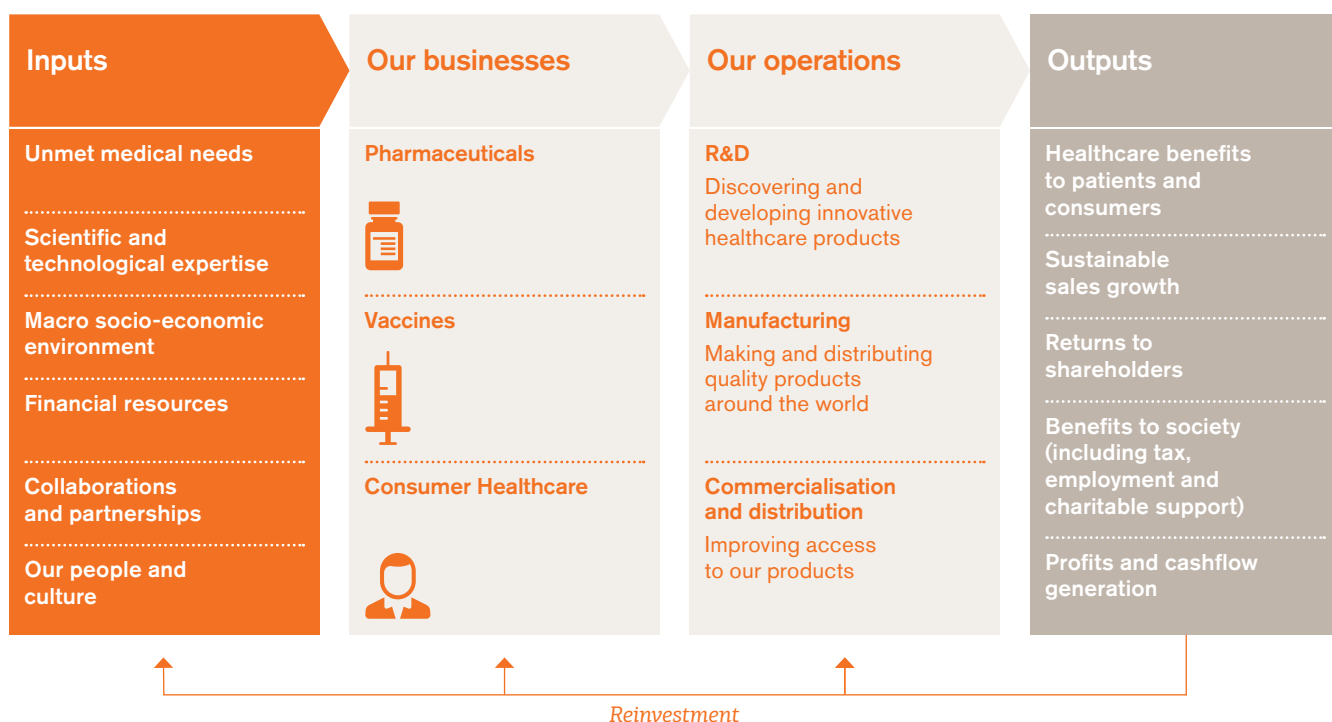 Inputs
Unmet medical needs
Scientific and
technological expertise
Macro socio-economic
environment
Financial resources
Collaborations
and partnerships
Our people and
culture
Our businesses
Pharmaceuticals
Vaccines
Consumer Healthcare
Our operations
R&D
Discovering and
developing innovative
healthcare products
Manufacturing
Making and distributing
quality products
around the world
Commercialisation
and distribution
Improving access
to our products
Outputs
Healthcare benefits
to patients and
consumers
Sustainable
sales growth
Returns to
shareholders
Benefits to society
(including tax,
employment and
charitable support)
Profits and cashflow
generation
Reinvestment